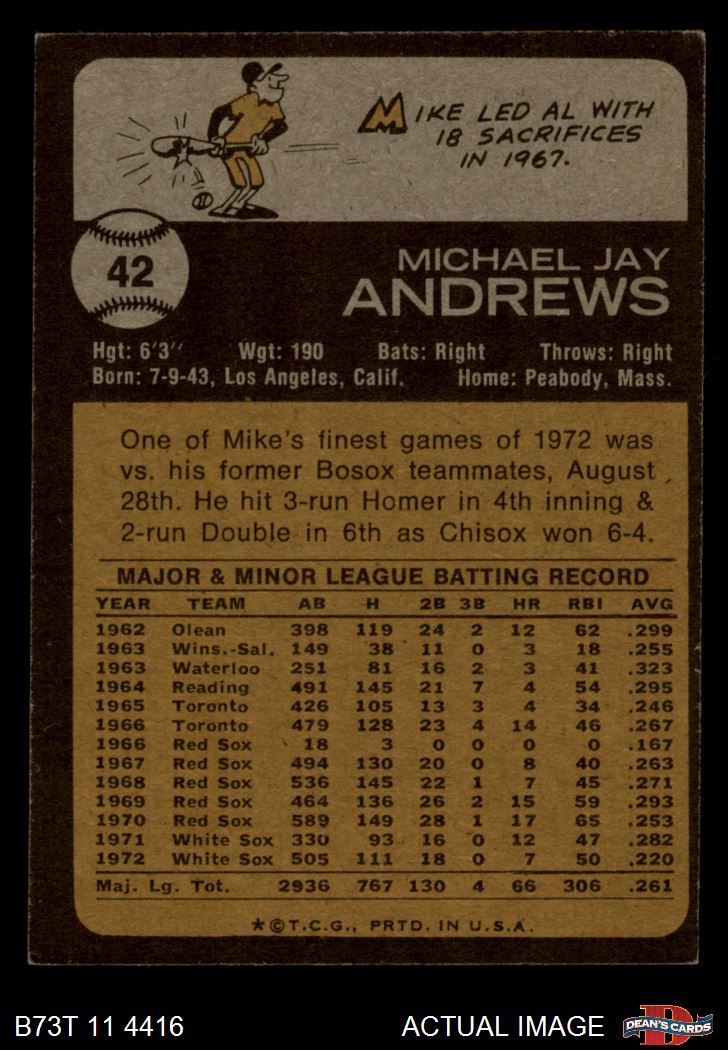 MIKE LED AL WITH
18 SACRIFICES
IN 1967.
42
MICHAEL JAY
ANDREWS
Hgt: 6'3" Wgt: 190 Bats: Right Throws: Right
Born: 7-9-43, Los Angeles, Calif. Home: Peabody, Mass.
One of Mike's finest games of 1972 was
vs. his former Bosox teammates, August
28th. He hit 3-run Homer in 4th inning &
2-run Double in 6th as Chisox won 6-4.
MAJOR & MINOR LEAGUE BATTING RECORD
YEAR TEAM AB H 2B 3B HR RBI AVG
1962 Olean 398 119 24 2 12 62 .299
1963 Wins.-Sal. 149 38 11 0 3 18 .255
1963 Waterloo 251 81 16 2 3 41 .323
1964 Reading 491 145 21 7 4 54 .295
1965 Toronto 426 105 13 3 4 34 .246
1966 Toronto 479 128 23 4 14 46 .267
1966 Red Sox 18 3 0 0 0 0 .167
1967 Red Sox 494 130 20 0 8 40 .263
1968 Red Sox 536 145 22 1 7 45 .271
1969 Red Sox 464 136 26 2 15 59 .293
1970 Red Sox 589 149 28 1 17 65 .253
1971 White Sox 330 93 16 0 12 47 .282
1972 White Sox 505 111 18 0 7 50 .220
Maj. Lg. Tot. 2936 767 130 4 66 306 .261
*©T.C.G., PRTD. IN U.S.A.
B73T 11 4416 ACTUAL IMAGE
D
DEAN'S CARDS